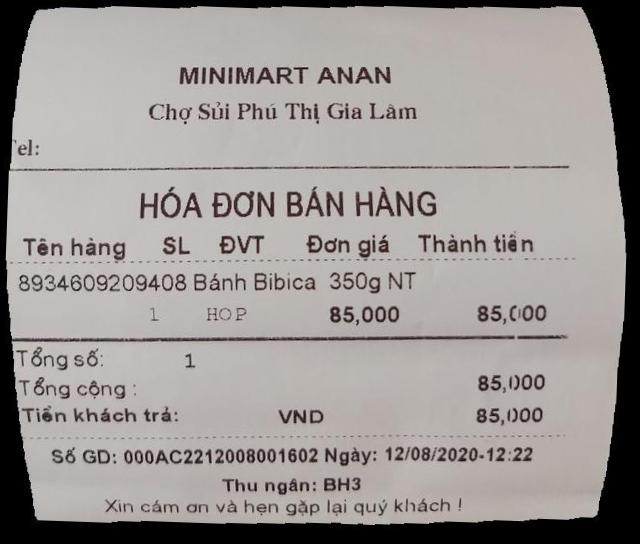 MINIMART ANAN
Chợ Sủi Phú Thị Gia Lâm
Tel:
HÓA ĐƠN BÁN HÀNG
Tên hàng SL ĐVT Đơn giá Thành tiền
8934609209408 Bánh Bibica 350g NT
1 HOP 85,000 85,000
Tổng số: 1
Tổng cộng : 85,000
Tiền khách trả: VND 85,000
Số GD: 000AC2212008001602 Ngày: 12/08/2020-12:22
Thu ngân: BH3
Xin cám ơn và hẹn gặp lại quý khách !